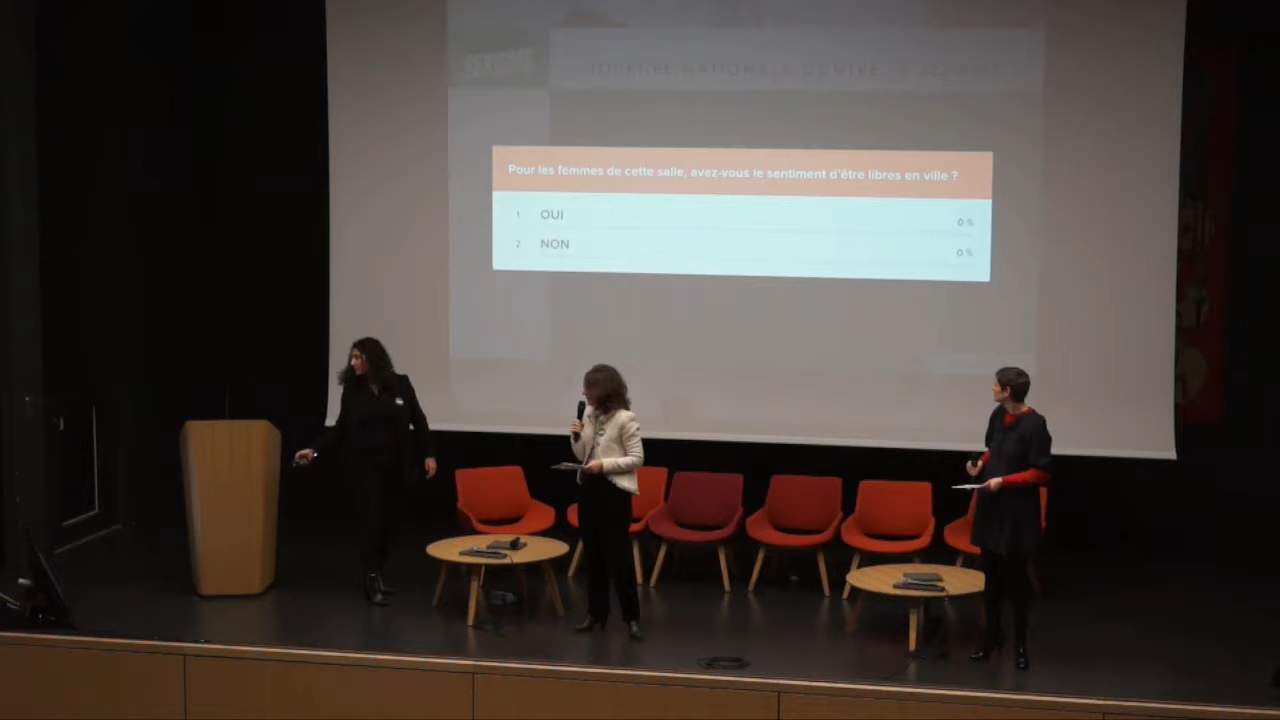 Pour les femmes de cette salle, avez-vous le sentiment d'être libres en ville ?
1 OUI 0 %
2 NON 0 %